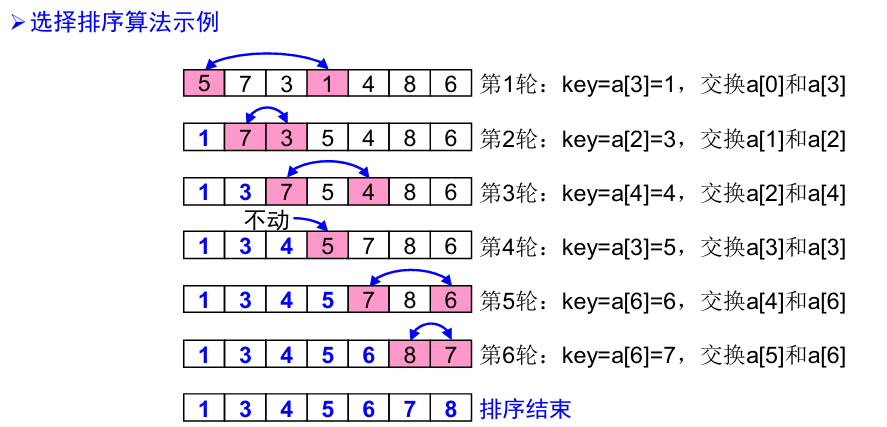 ➢选择排序算法示例
5 7 3 1 4 8 6 第1轮：key=a[3]=1，交换a[0]和a[3]
1 7 3 5 4 8 6 第2轮：key=a[2]=3，交换a[1]和a[2]
1 3 7 5 4 8 6 第3轮：key=a[4]=4，交换a[2]和a[4]
不动
1 3 4 5 7 8 6 第4轮：key=a[3]=5，交换a[3]和a[3]
1 3 4 5 7 8 6 第5轮：key=a[6]=6，交换a[4]和a[6]
1 3 4 5 6 8 7 第6轮：key=a[6]=7，交换a[5]和a[6]
1 3 4 5 6 7 8 排序结束